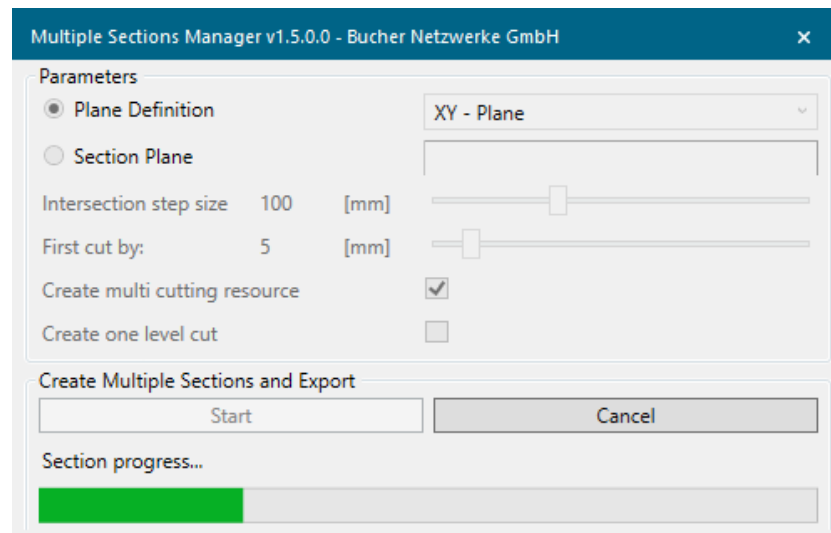 Multiple Sections Manager v1.5.0.0 - Bucher Netzwerke GmbH
Parameters
Plane Definition XY - Plane
Section Plane
Intersection step size 100 [mm]
First cut by: 5 [mm]
Create multi cutting resource
Create one level cut
Create Multiple Sections and Export
Start Cancel
Section progress...